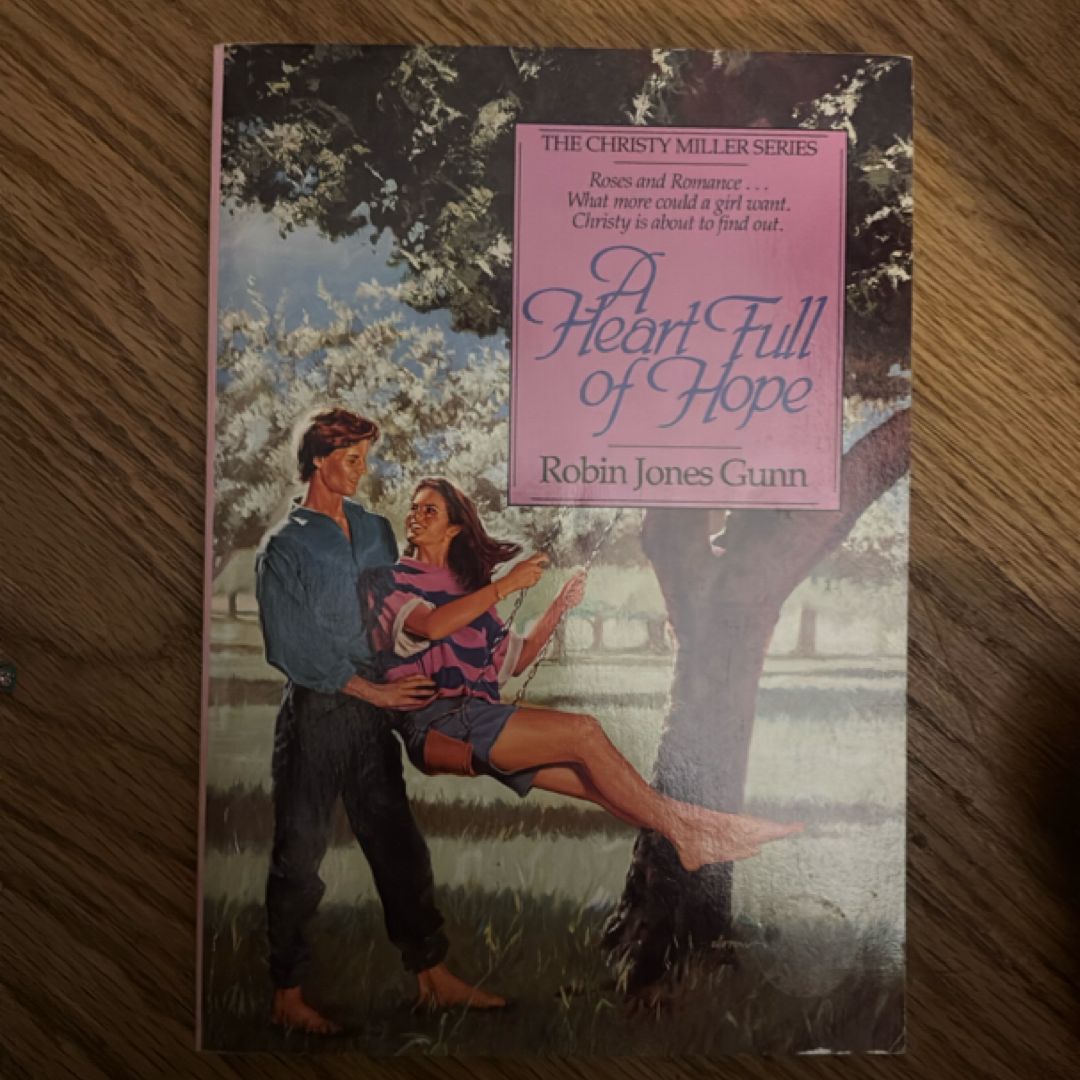 THE CHRISTY MILLER SERIES
Roses and Romance . . .
What more could a girl want.
Christy is about to find out.
A
Heart Full
of Hope
Robin Jones Gunn